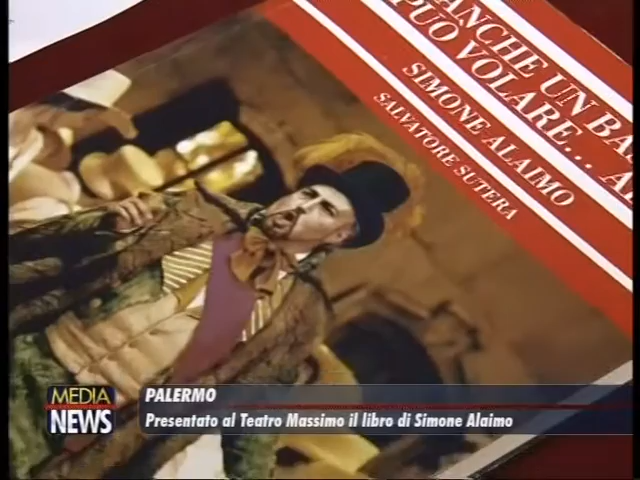 ANCHE UN
PUÒ VOLARE...
SIMONE ALAIMO
SALVATORE SUTERA
MEDIA
NEWS
PALERMO
Presentato al Teatro Massimo il libro di Simone Alaimo